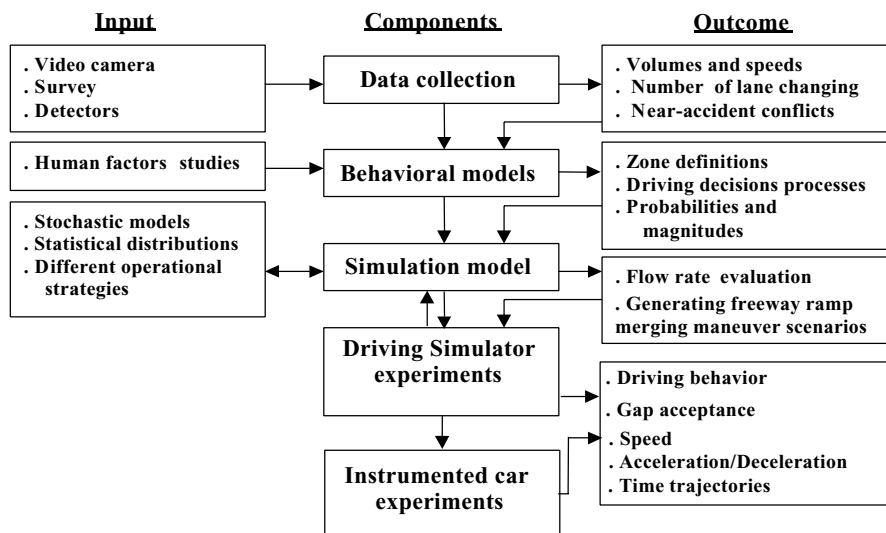 Input
Components
Outcome
. Video camera
. Survey
. Detectors
Data collection
. Volumes and speeds
. Number of lane changing
. Near-accident conflicts
. Human factors studies
Behavioral models
. Zone definitions
. Driving decisions processes
. Probabilities and
magnitudes
. Stochastic models
. Statistical distributions
. Different operational
strategies
Simulation model
. Flow rate evaluation
. Generating freeway ramp
merging maneuver scenarios
Driving Simulator
experiments
. Driving behavior
. Gap acceptance
. Speed
. Acceleration/Deceleration
. Time trajectories
Instrumented car
experiments